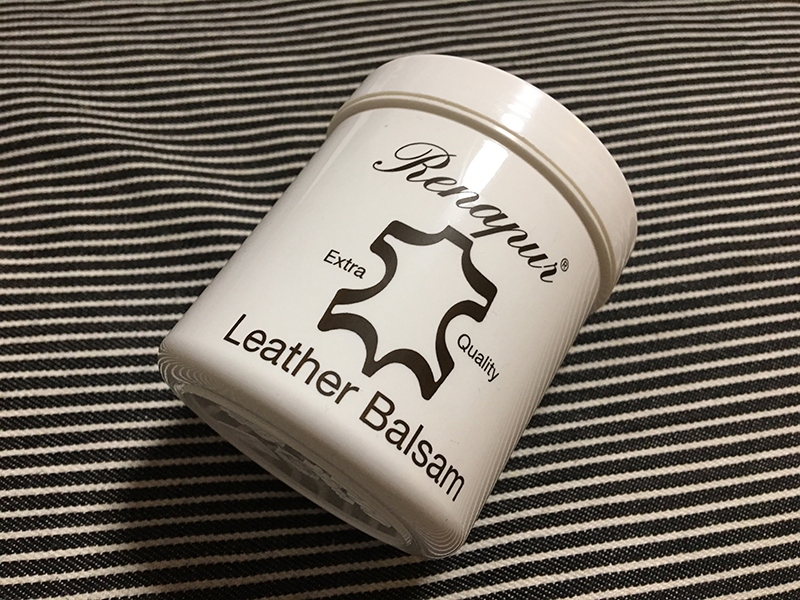 Renapur®
Extra
Quality
Leather Balsam